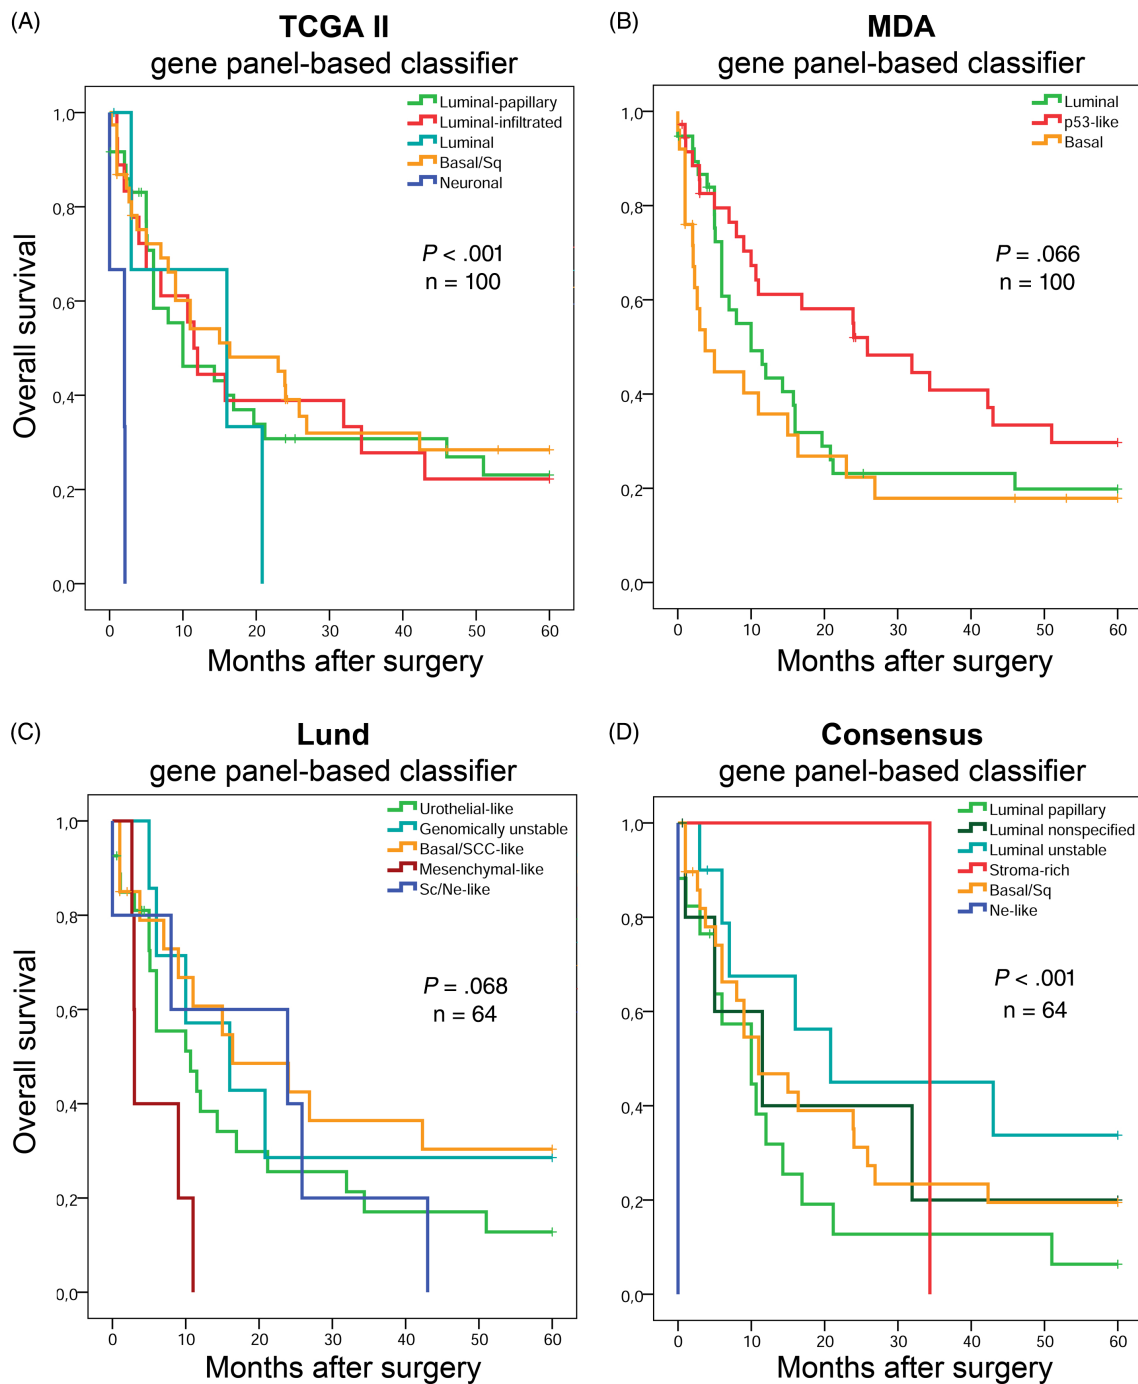 (A)
TCGA II
gene panel-based classifier
Luminal-papillary
Luminal-infiltrated
Luminal
Basal/Sq
Neuronal
P < .001
n = 100
Overall survival
1,0
0,8
0,6
0,4
0,2
0,0
0 10 20 30 40 50 60
Months after surgery
(B)
MDA
gene panel-based classifier
Luminal
p53-like
Basal
P = .066
n = 100
1,0
0,8
0,6
0,4
0,2
0,0
0 10 20 30 40 50 60
Months after surgery
(C)
Lund
gene panel-based classifier
Urothelial-like
Genomically unstable
Basal/SCC-like
Mesenchymal-like
Sc/Ne-like
P = .068
n = 64
Overall survival
1,0
0,8
0,6
0,4
0,2
0,0
0 10 20 30 40 50 60
Months after surgery
(D)
Consensus
gene panel-based classifier
Luminal papillary
Luminal nonspecified
Luminal unstable
Stroma-rich
Basal/Sq
Ne-like
P < .001
n = 64
1,0
0,8
0,6
0,4
0,2
0,0
0 10 20 30 40 50 60
Months after surgery